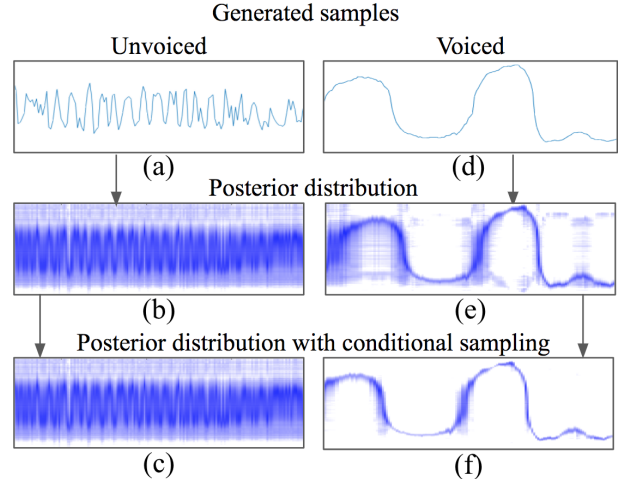 Generated samples
Unvoiced Voiced
(a) (d)
Posterior distribution
(b) (e)
Posterior distribution with conditional sampling
(c) (f)